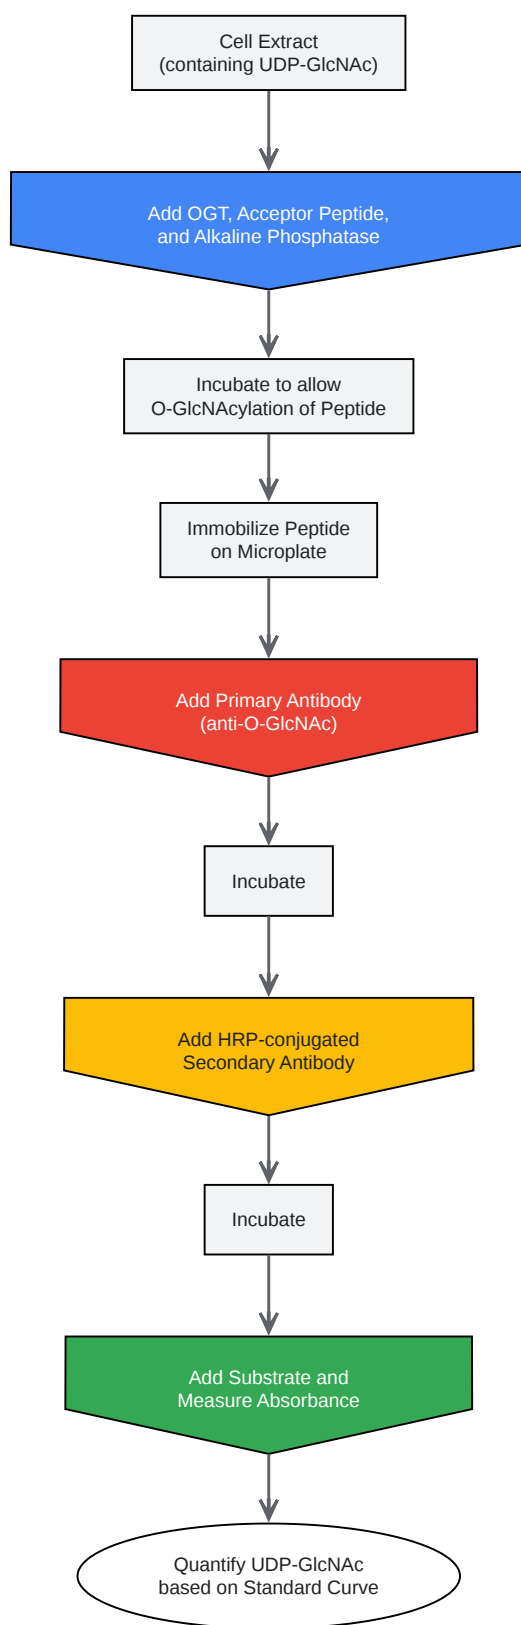 Cell Extract
(containing UDP-GlcNAc)
Add OGT, Acceptor Peptide,
and Alkaline Phosphatase
Incubate to allow
O-GlcNAcylation of Peptide
Immobilize Peptide
on Microplate
Add Primary Antibody
(anti-O-GlcNAc)
Incubate
Add HRP-conjugated
Secondary Antibody
Incubate
Add Substrate and
Measure Absorbance
Quantify UDP-GlcNAc
based on Standard Curve